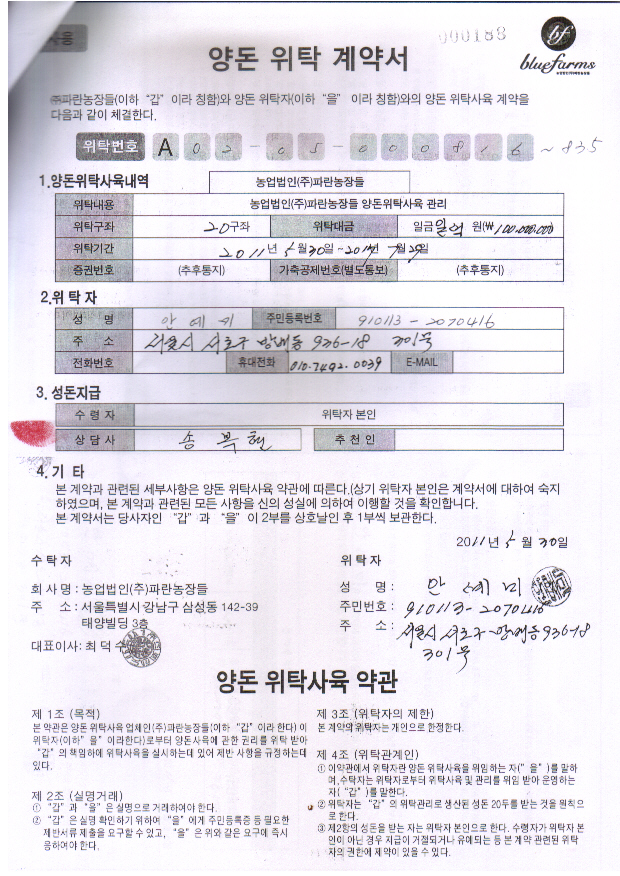 000183
bluefarms
양돈 위탁 계약서
㈜파란농장들(이하 “갑” 이라 칭함)와 양돈 위탁자(이하 “을” 이라 칭함)와의 양돈 위탁사육 계약을
다음과 같이 체결한다.
위탁번호 A 02-05-000816 ~835
1.양돈위탁사육내역 농업법인(주)파란농장들
위탁내용 농업법인(주)파란농장들 양돈위탁사육 관리
위탁구좌 20구좌 위탁대금 일금 일억 원(₩100,000,000)
위탁기간 2011년 5월 30일 ~ 월 29일
증권번호 (추후통지) 가축공제번호(별도통보) (추후통지)
2.위 탁 자
성 명 안 예 미 주민등록번호 910113-2070416
주 소 서울시 서초구 방배동 936-18 301호
전화번호 휴대전화 010.7492.0039 E-MAIL
3. 성돈지급
수 령 자 위탁자 본인
상 담 사 송 복 현 추 천 인
4. 기 타
본 계약과 관련된 세부사항은 양돈 위탁사육 약관에 따른다.(상기 위탁자 본인은 계약서에 대하여 숙지
하였으며, 본 계약과 관련된 모든 사항을 신의 성실에 의하여 이행할 것을 확인합니다.
본 계약서는 당사자인 “갑” 과 “을” 이 2부를 상호날인 후 1부씩 보관한다.
2011년 5월 30일
수 탁 자
회 사 명 : 농업법인(주)파란농장들
주 소 : 서울특별시 강남구 삼성동 142-39
태양빌딩 3층
대표이사: 최 덕 수
위 탁 자
성 명 : 안 예 미
주민번호 : 910113-2070416
주 소 : 서울시 서초구 방배동 936-18
301호
양돈 위탁사육 약관
제 1조 (목적)
본 약관은 양돈 위탁사육 업체인(주)파란농장들(이하 “갑” 이라 한다) 이
위탁자(이하” 을” 이라한다)로부터 양돈사육에 관한 권리를 위탁 받아
“갑” 의 책임하에 위탁사육을 실시하는데 있어 제반 사항을 규정하는데
있다.
제 2조 (실명거래)
① “갑” 과 “을” 은 실명으로 거래하여야 한다.
② “갑” 은 실명 확인하기 위하여 “을” 에게 주민등록증 등 필요한
제반서류 제출을 요구할 수 있고, “을” 은 위와 같은 요구에 즉시
응하여야 한다.
제 3조 (위탁자의 제한)
본 계약의 위탁자는 개인으로 한정한다.
제 4조 (위탁관계인)
① 이약관에서 위탁자란 양돈 위탁사육을 위임하는 자(“을”)를 말하
며, 수탁자는 위탁자로부터 위탁사육 및 관리를 위임 받아 운영하는
자( “갑” )를 말한다.
② 위탁자는 “갑” 의 위탁관리로 생산된 성돈 20두를 받는 것을 원칙으
로 한다.
③ 제2항의 성돈을 받는 자는 위탁자 본인으로 한다. 수령자가 위탁자 본
인이 아닌 경우 지급이 거절되거나 유예되는 등 본 계약 관련된 위탁
자의 권한에 제약이 있을 수 있다.